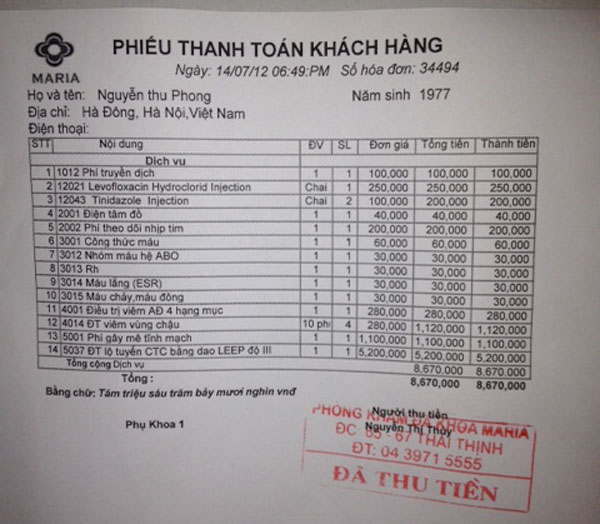 MARIA
PHIẾU THANH TOÁN KHÁCH HÀNG
Ngày: 14/07/12 06:49:PM Số hóa đơn: 34494
Họ và tên: Nguyễn thu Phong Năm sinh 1977
Địa chỉ: Hà Đông, Hà Nội,Việt Nam
Điện thoại:
STT Nội dung ĐV SL Đơn giá Tổng tiền Thành tiền
Dịch vụ
1 1012 Phí truyền dịch 1 1 100,000 100,000 100,000
2 12021 Levofloxacin Hydroclorid Injection Chai 1 250,000 250,000 250,000
3 12043 Tinidazole Injection Chai 2 100,000 200,000 200,000
4 2001 Điện tâm đồ 1 1 40,000 40,000 40,000
5 2002 Phí theo dõi nhịp tim 1 1 200,000 200,000 200,000
6 3001 Công thức máu 1 1 60,000 60,000 60,000
7 3012 Nhóm máu hệ ABO 1 1 30,000 30,000 30,000
8 3013 Rh 1 1 30,000 30,000 30,000
9 3014 Máu lắng (ESR) 1 1 30,000 30,000 30,000
10 3015 Máu chảy,máu đông 1 1 30,000 30,000 30,000
11 4001 Điều trị viêm AĐ 4 hạng mục 1 1 280,000 280,000 280,000
12 4014 ĐT viêm vùng chậu 10 phi 4 280,000 1,120,000 1,120,000
13 5001 Phí gây mê tĩnh mạch 1 1 1,100,000 1,100,000 1,100,000
14 5037 ĐT lộ tuyến CTC bằng dao LEEP độ III 1 1 5,200,000 5,200,000 5,200,000
Tổng cộng Dịch vụ 8,670,000 8,670,000
Tổng : 8,670,000 8,670,000
Bằng chữ: Tám triệu sáu trăm bảy mươi nghìn vnđ
Phụ Khoa 1
Người thu tiền
Nguyễn Thị Thủy
PHÒNG KHÁM ĐA KHOA MARIA
ĐC 65 - 67 THÁI THỊNH
ĐT: 04 3971 5555
ĐÃ THU TIỀN